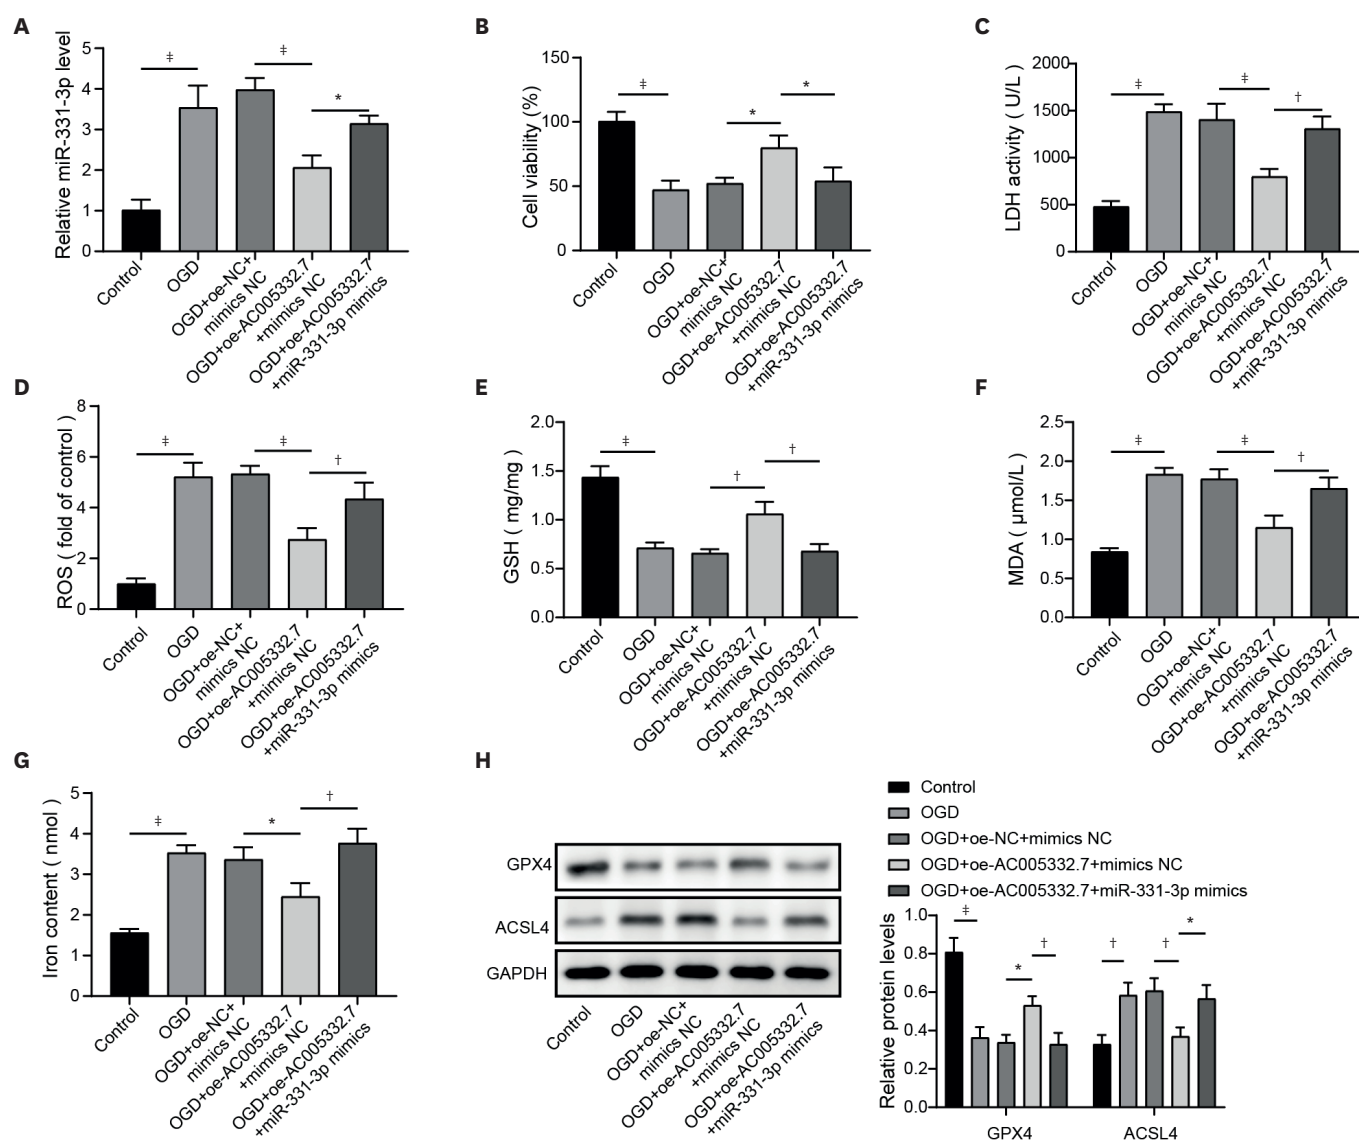 A
Relative miR-331-3p level
5
4
3
2
1
0
‡
‡
*
Control
OGD
OGD+oe-NC+
mimics NC
OGD+oe-AC005332.7
+mimics NC
OGD+oe-AC005332.7
+miR-331-3p mimics
B
Cell viability (%)
150
100
50
0
‡
*
*
Control
OGD
OGD+oe-NC+
mimics NC
OGD+oe-AC005332.7
+mimics NC
OGD+oe-AC005332.7
+miR-331-3p mimics
C
LDH activity ( U/L )
2000
1500
1000
500
0
‡
‡
†
Control
OGD
OGD+oe-NC+
mimics NC
OGD+oe-AC005332.7
+mimics NC
OGD+oe-AC005332.7
+miR-331-3p mimics
D
ROS ( fold of control )
8
6
4
2
0
‡
‡
†
Control
OGD
OGD+oe-NC+
mimics NC
OGD+oe-AC005332.7
+mimics NC
OGD+oe-AC005332.7
+miR-331-3p mimics
E
GSH ( mg/mg )
2.0
1.5
1.0
0.5
0.0
‡
†
†
Control
OGD
OGD+oe-NC+
mimics NC
OGD+oe-AC005332.7
+mimics NC
OGD+oe-AC005332.7
+miR-331-3p mimics
F
MDA ( μmol/L )
2.5
2.0
1.5
1.0
0.5
0.0
‡
‡
†
Control
OGD
OGD+oe-NC+
mimics NC
OGD+oe-AC005332.7
+mimics NC
OGD+oe-AC005332.7
+miR-331-3p mimics
G
Iron content ( nmol )
5
4
3
2
1
0
‡
*
†
Control
OGD
OGD+oe-NC+
mimics NC
OGD+oe-AC005332.7
+mimics NC
OGD+oe-AC005332.7
+miR-331-3p mimics
H
GPX4
ACSL4
GAPDH
Control
OGD
OGD+oe-NC+
mimics NC
OGD+oe-AC005332.7
+mimics NC
OGD+oe-AC005332.7
+miR-331-3p mimics
Control
OGD
OGD+oe-NC+mimics NC
OGD+oe-AC005332.7+mimics NC
OGD+oe-AC005332.7+miR-331-3p mimics
Relative protein levels
1.0
0.8
0.6
0.4
0.2
0.0
‡
*
†
†
†
*
GPX4
ACSL4